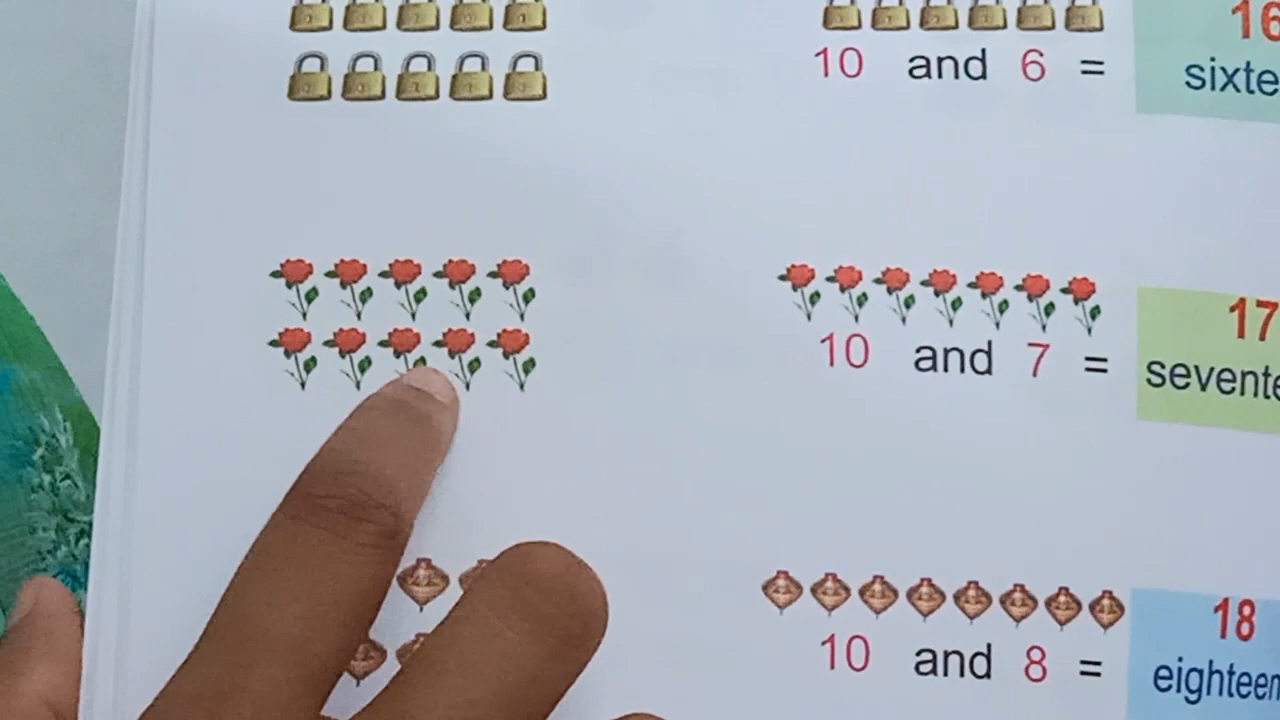 10 and 6 =
16
10 and 7 =
17
10 and 8 =
18